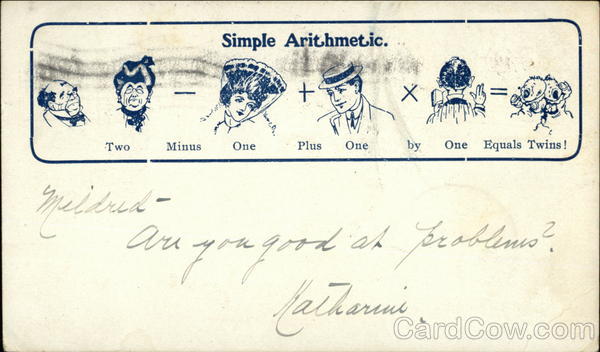 Simple Arithmetic.
− + × =
Two Minus One Plus One by One Equals Twins!
Mildred-
Are you good at problems?
Katharine
CardCow.com